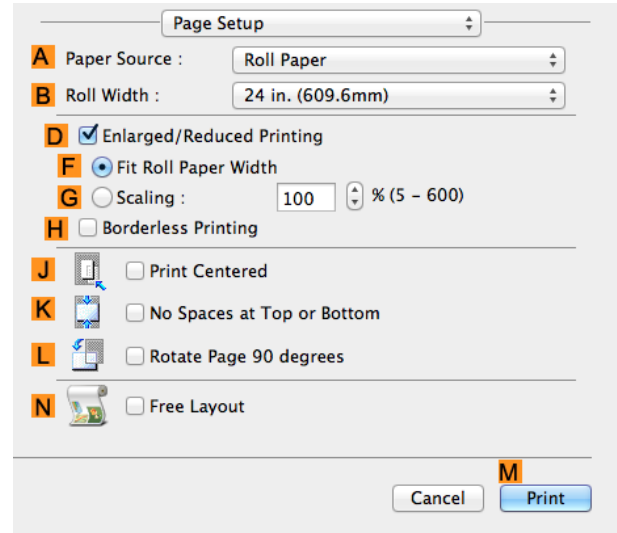 Page Setup
A Paper Source : Roll Paper
B Roll Width : 24 in. (609.6mm)
D Enlarged/Reduced Printing
F Fit Roll Paper Width
G Scaling : 100 % (5 - 600)
H Borderless Printing
J Print Centered
K No Spaces at Top or Bottom
L Rotate Page 90 degrees
N Free Layout
M
Cancel Print